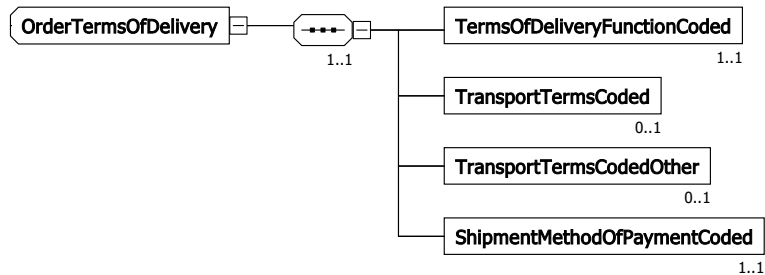 OrderTermsOfDelivery
1..1
TermsOfDeliveryFunctionCoded
1..1
TransportTermsCoded
0..1
TransportTermsCodedOther
0..1
ShipmentMethodOfPaymentCoded
1..1